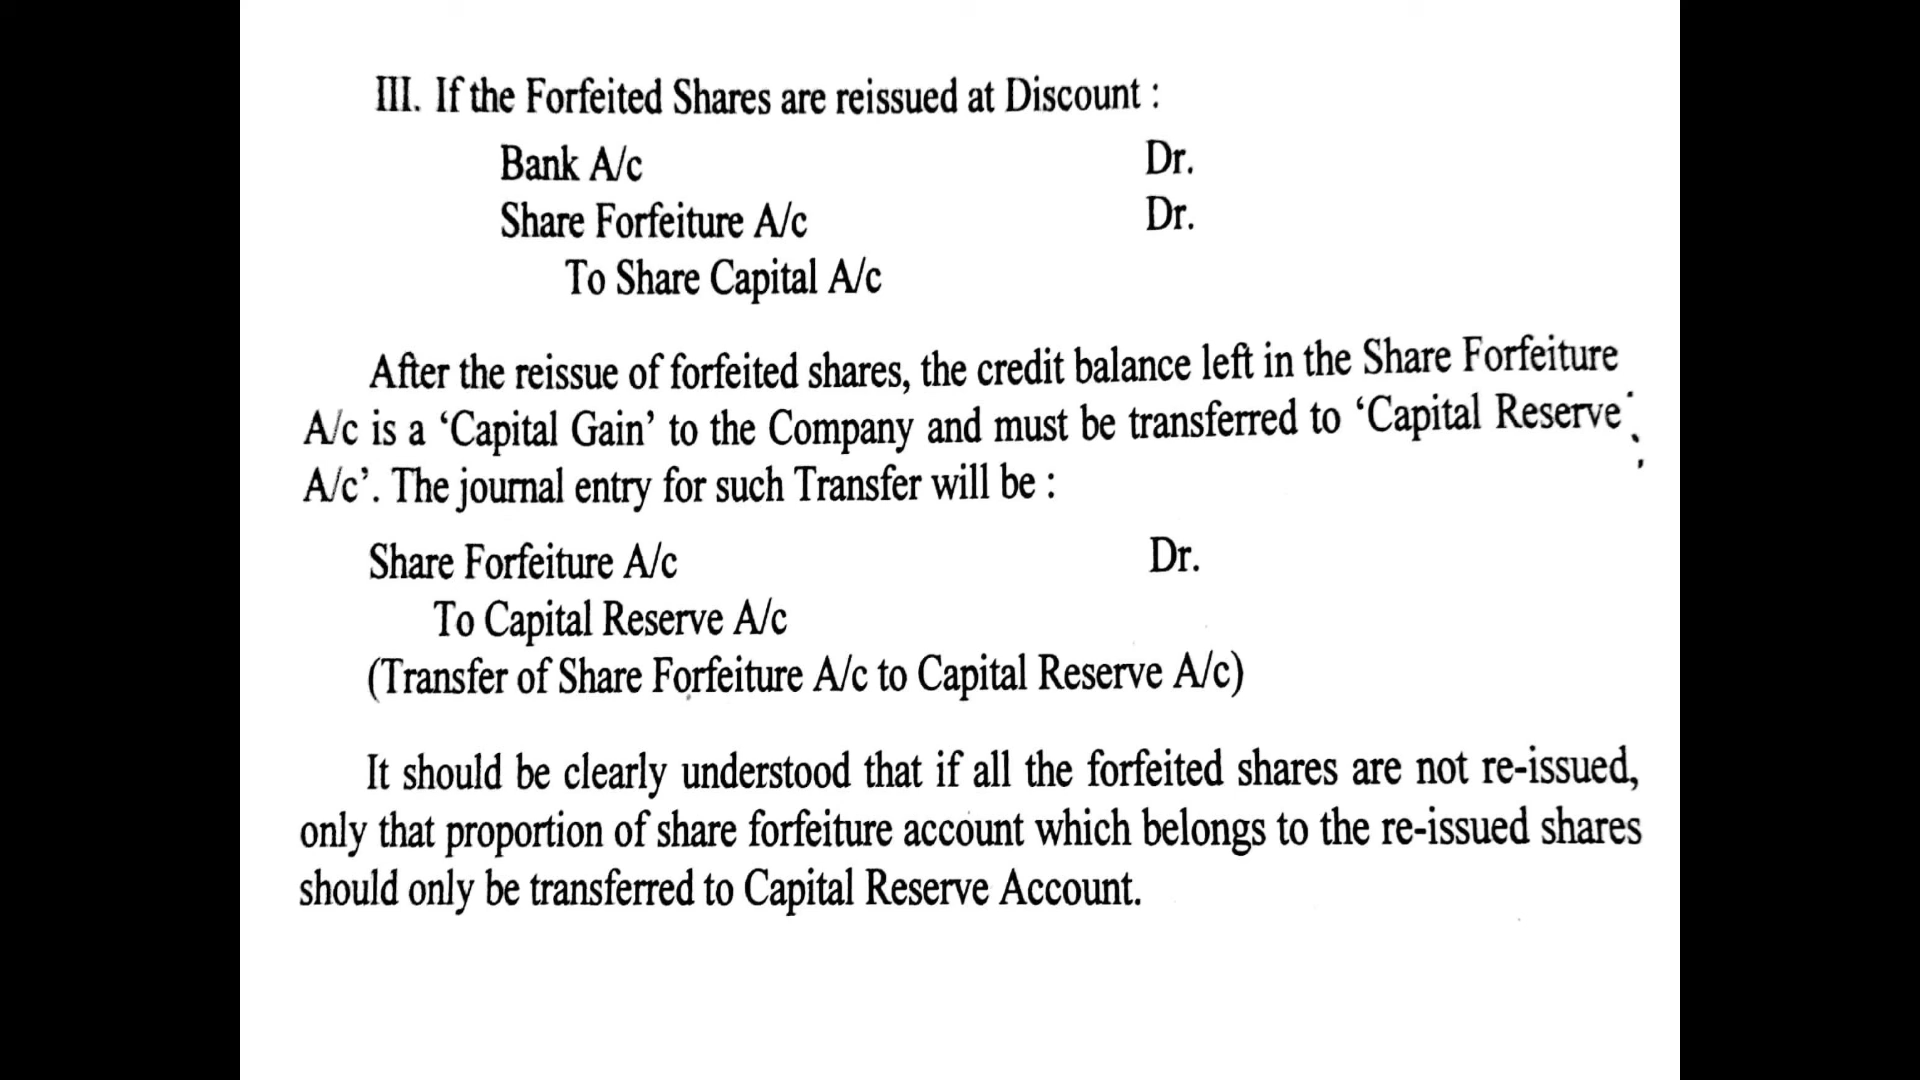 III. If the Forfeited Shares are reissued at Discount :
Bank A/c Dr.
Share Forfeiture A/c Dr.
To Share Capital A/c
After the reissue of forfeited shares, the credit balance left in the Share Forfeiture
A/c is a ‘Capital Gain’ to the Company and must be transferred to ‘Capital Reserve
A/c’. The journal entry for such Transfer will be :
Share Forfeiture A/c Dr.
To Capital Reserve A/c
(Transfer of Share Forfeiture A/c to Capital Reserve A/c)
It should be clearly understood that if all the forfeited shares are not re-issued,
only that proportion of share forfeiture account which belongs to the re-issued shares
should only be transferred to Capital Reserve Account.